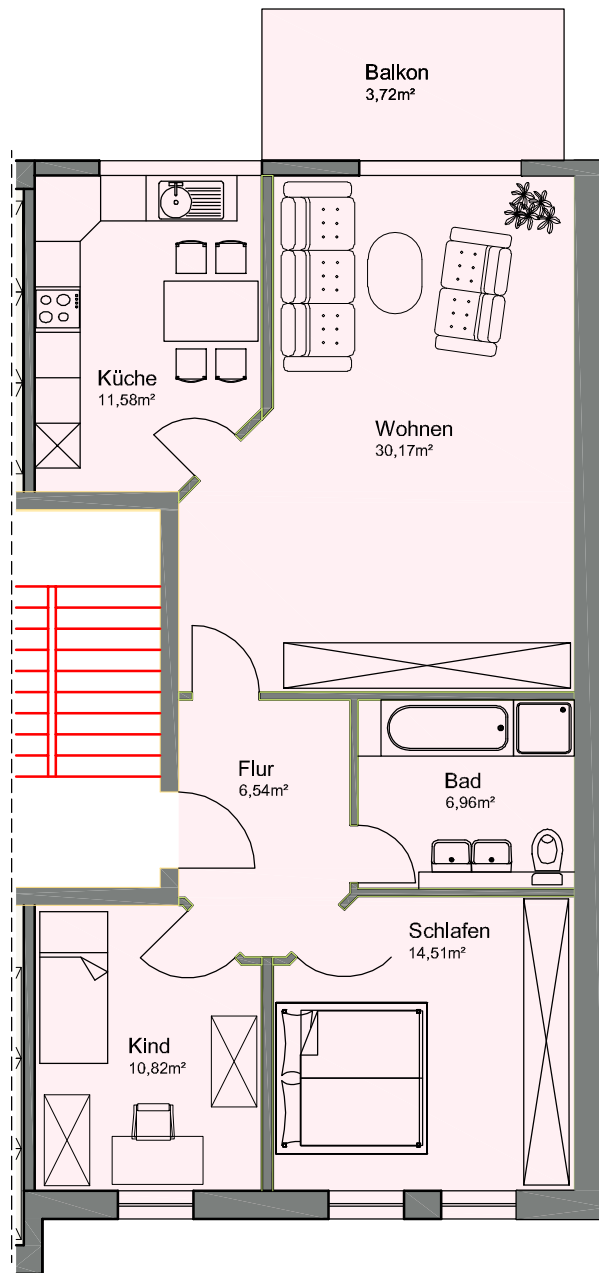 Balkon
3,72m²
Küche
11,58m²
Wohnen
30,17m²
Flur
6,54m²
Bad
6,96m²
Schlafen
14,51m²
Kind
10,82m²